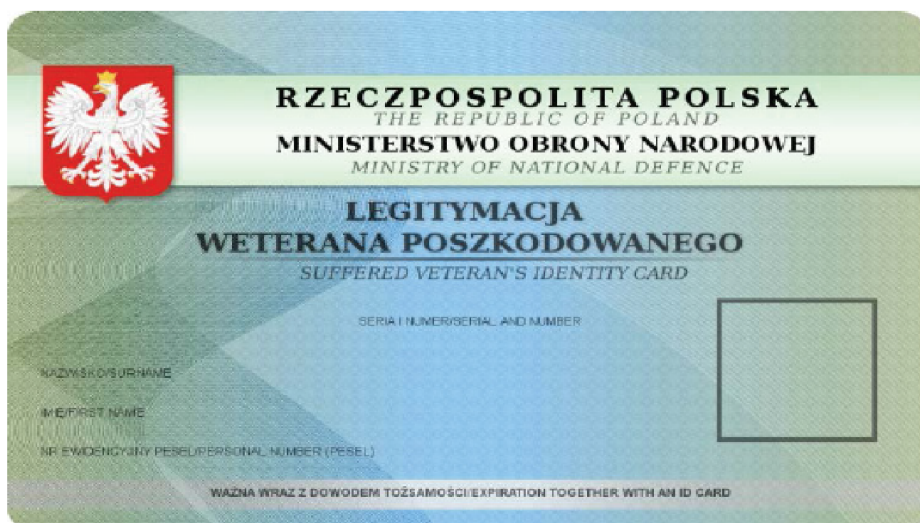 RZECZPOSPOLITA POLSKA
THE REPUBLIC OF POLAND
MINISTERSTWO OBRONY NARODOWEJ
MINISTRY OF NATIONAL DEFENCE
LEGITYMACJA
WETERANA POSZKODOWANEGO
SUFFERED VETERAN'S IDENTITY CARD
SERIA I NUMER/SERIAL AND NUMBER
NAZWISKO/SURNAME
IMIĘ/FIRST NAME
NR EWIDENCYJNY PESEL/PERSONAL NUMBER (PESEL)
WAŻNA WRAZ Z DOWODEM TOŻSAMOŚCI/EXPIRATION TOGETHER WITH AN ID CARD